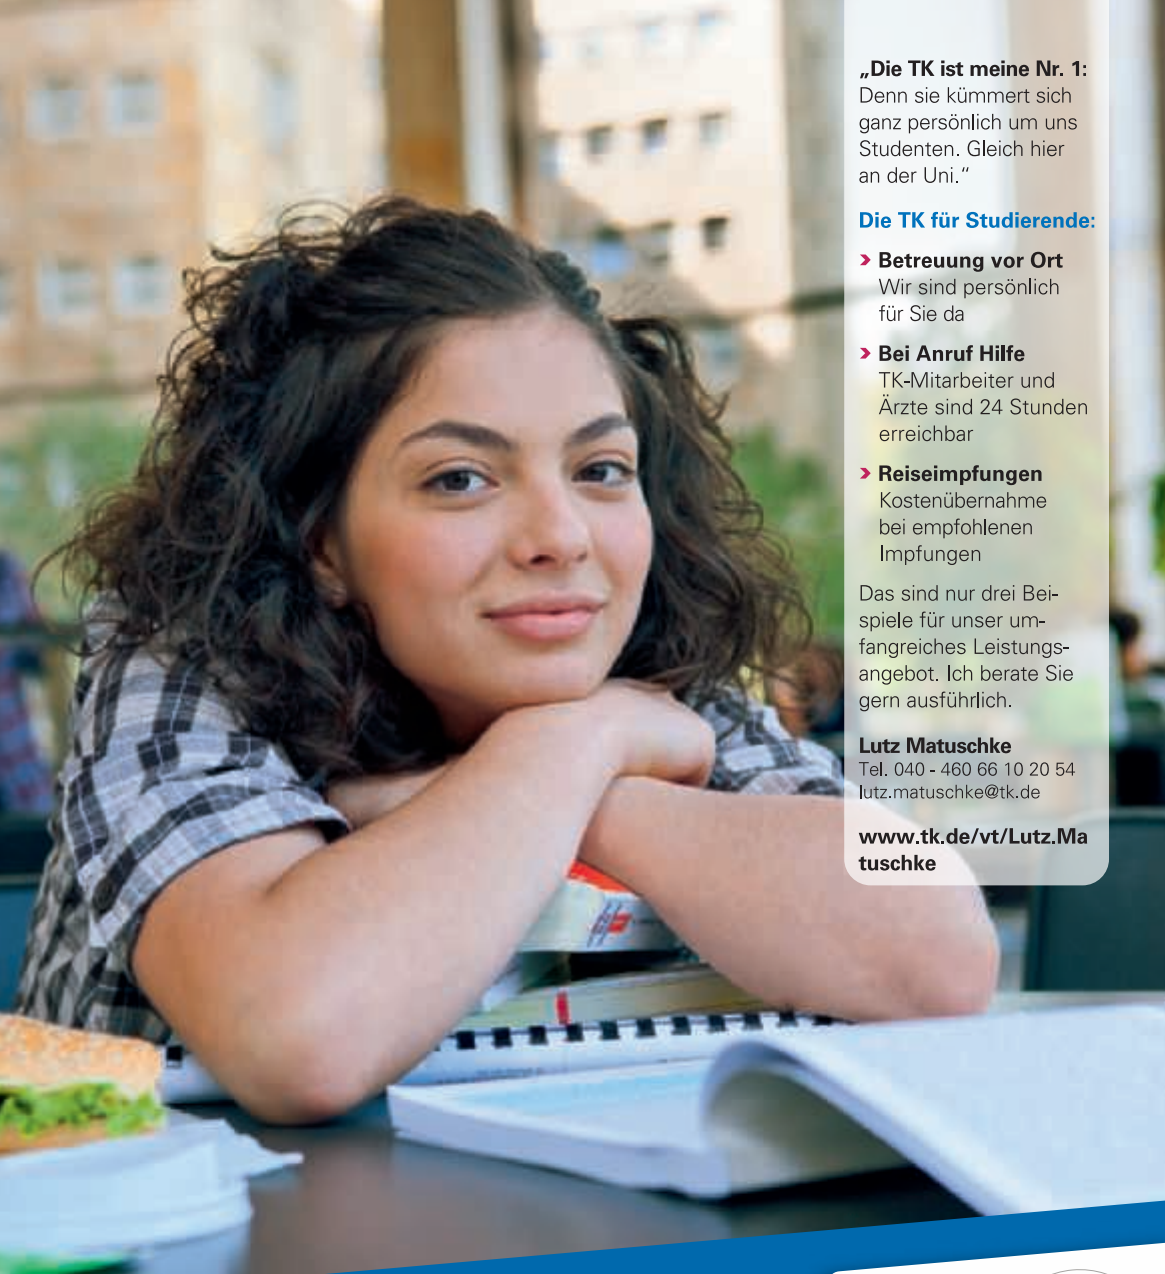 „Die TK ist meine Nr. 1:
Denn sie kümmert sich
ganz persönlich um uns
Studenten. Gleich hier
an der Uni.“
Die TK für Studierende:
> Betreuung vor Ort
Wir sind persönlich
für Sie da
> Bei Anruf Hilfe
TK-Mitarbeiter und
Ärzte sind 24 Stunden
erreichbar
> Reiseimpfungen
Kostenübernahme
bei empfohlenen
Impfungen
Das sind nur drei Bei-
spiele für unser um-
fangreiches Leistungs-
angebot. Ich berate Sie
gern ausführlich.
Lutz Matuschke
Tel. 040 - 460 66 10 20 54
lutz.matuschke@tk.de
www.tk.de/vt/Lutz.Ma
tuschke